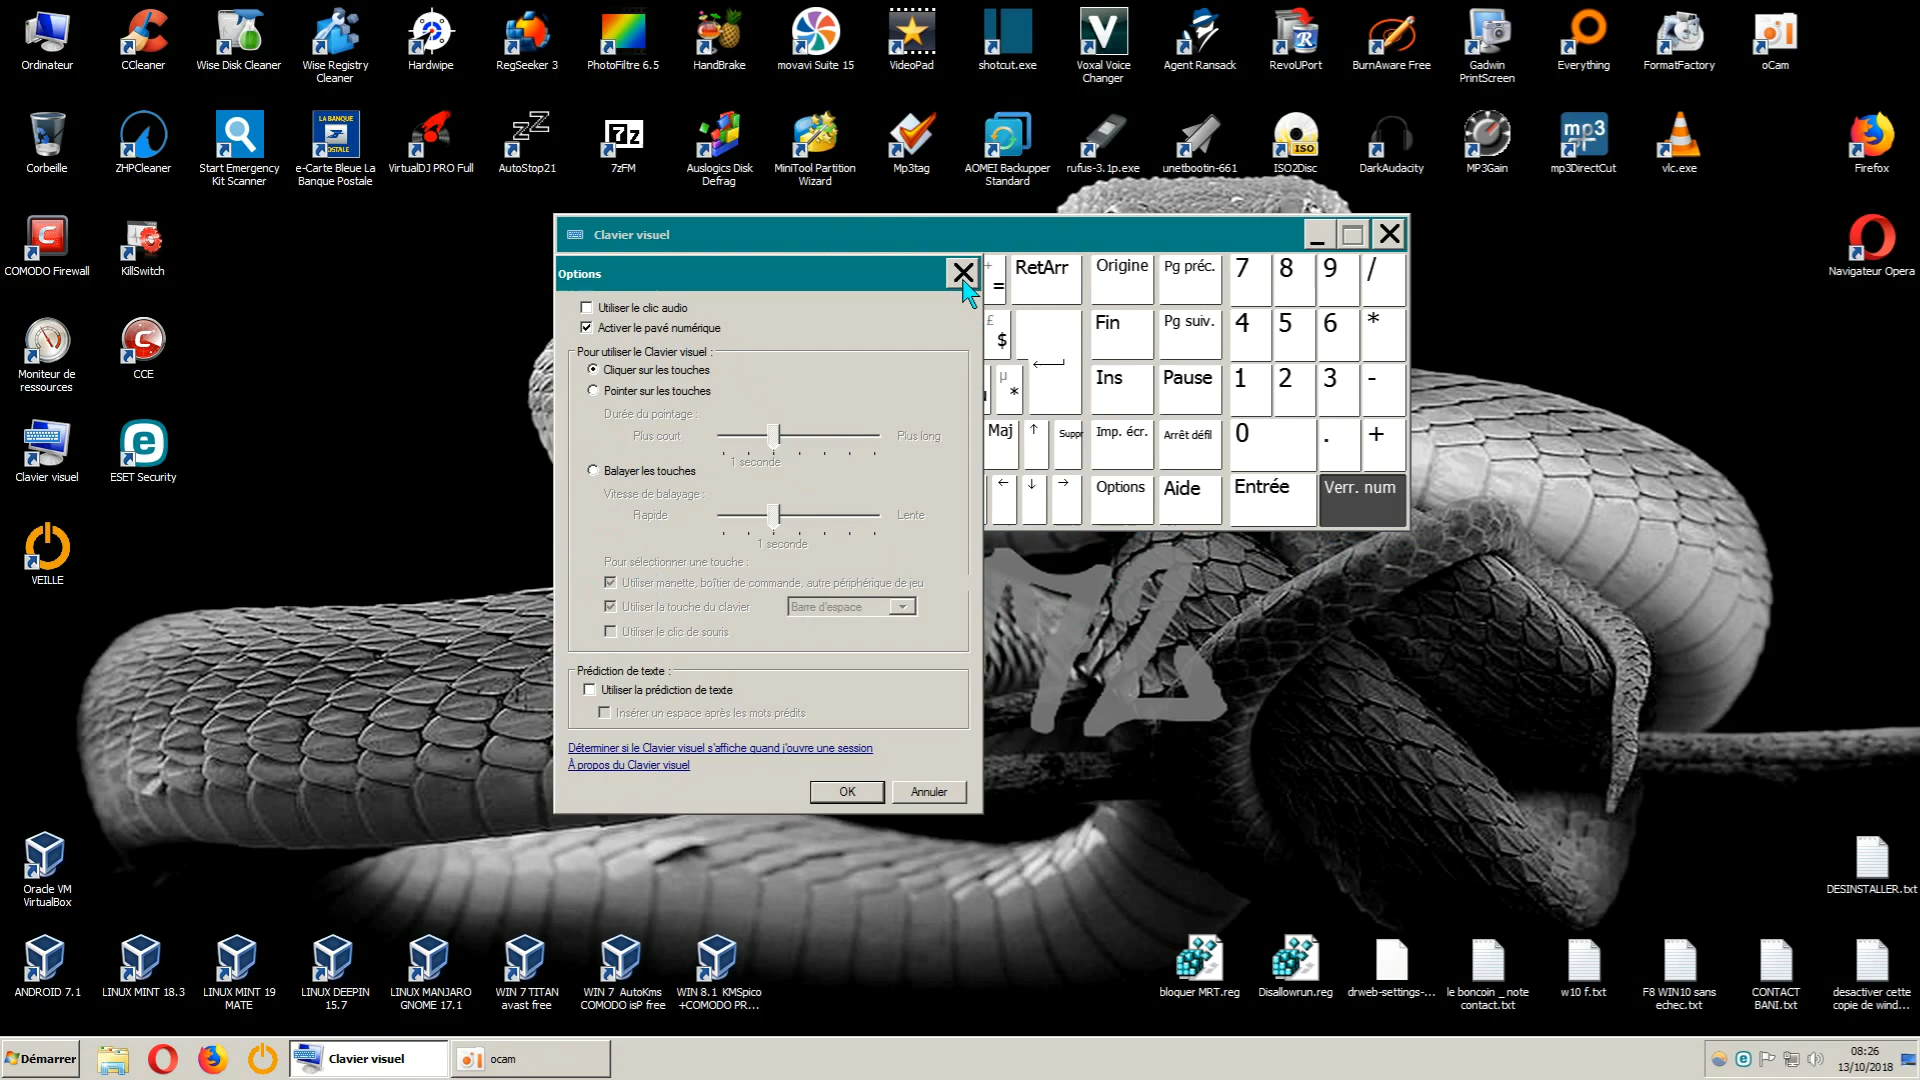 Ordinateur
CCleaner
Wise Disk Cleaner
Wise Registry
Cleaner
Hardwipe
RegSeeker 3
PhotoFiltre 6.5
HandBrake
movavi Suite 15
VideoPad
shotcut.exe
Voxal Voice
Changer
Agent Ransack
RevoUPort
BurnAware Free
Gadwin
PrintScreen
Everything
FormatFactory
oCam
Corbeille
ZHPCleaner
Start Emergency
Kit Scanner
LA BANQUE
POSTALE
e-Carte Bleue La
Banque Postale
VirtualDJ PRO Full
AutoStop21
7z
7zFM
Auslogics Disk
Defrag
MiniTool Partition
Wizard
Mp3tag
AOMEI Backupper
Standard
rufus-3.1p.exe
unetbootin-661
ISO
ISO2Disc
DarkAudacity
MP3Gain
mp3
mp3DirectCut
vlc.exe
Firefox
COMODO Firewall
KillSwitch
Navigateur Opera
Moniteur de
ressources
CCE
Clavier visuel
ESET Security
VEILLE
Clavier visuel
Options
Utiliser le clic audio
Activer le pavé numérique
Pour utiliser le Clavier visuel :
Cliquer sur les touches
Pointer sur les touches
Durée du pointage :
Plus court
Plus long
1 seconde
Balayer les touches
Vitesse de balayage :
Rapide
Lente
1 seconde
Pour sélectionner une touche :
Utiliser manette, boîtier de commande, autre périphérique de jeu
Utiliser la touche du clavier
Barre d'espace
Utiliser le clic de souris
Prédiction de texte :
Utiliser la prédiction de texte
Insérer un espace après les mots prédits
Déterminer si le Clavier visuel s'affiche quand j'ouvre une session
À propos du Clavier visuel
OK
Annuler
+ = RetArr Origine Pg préc. 7 8 9 /
£ $ Fin Pg suiv. 4 5 6 *
µ * Ins Pause 1 2 3 -
Maj ↑ Suppr Imp. écr. Arrêt défil 0 . +
← ↓ → Options Aide Entrée Verr. num
Oracle VM
VirtualBox
DESINSTALLER.txt
ANDROID 7.1
LINUX MINT 18.3
LINUX MINT 19
MATE
LINUX DEEPIN
15.7
LINUX MANJARO
GNOME 17.1
WIN 7 TITAN
avast free
WIN 7 AutoKms
COMODO isP free
WIN 8.1 KMSpico
+COMODO PR...
bloquer MRT.reg
Disallowrun.reg
drweb-settings-...
le boncoin _ note
contact.txt
w10 f.txt
F8 WIN10 sans
echec.txt
CONTACT
BANI.txt
desactiver cette
copie de wind...
Démarrer
Clavier visuel
ocam
08:26
13/10/2018